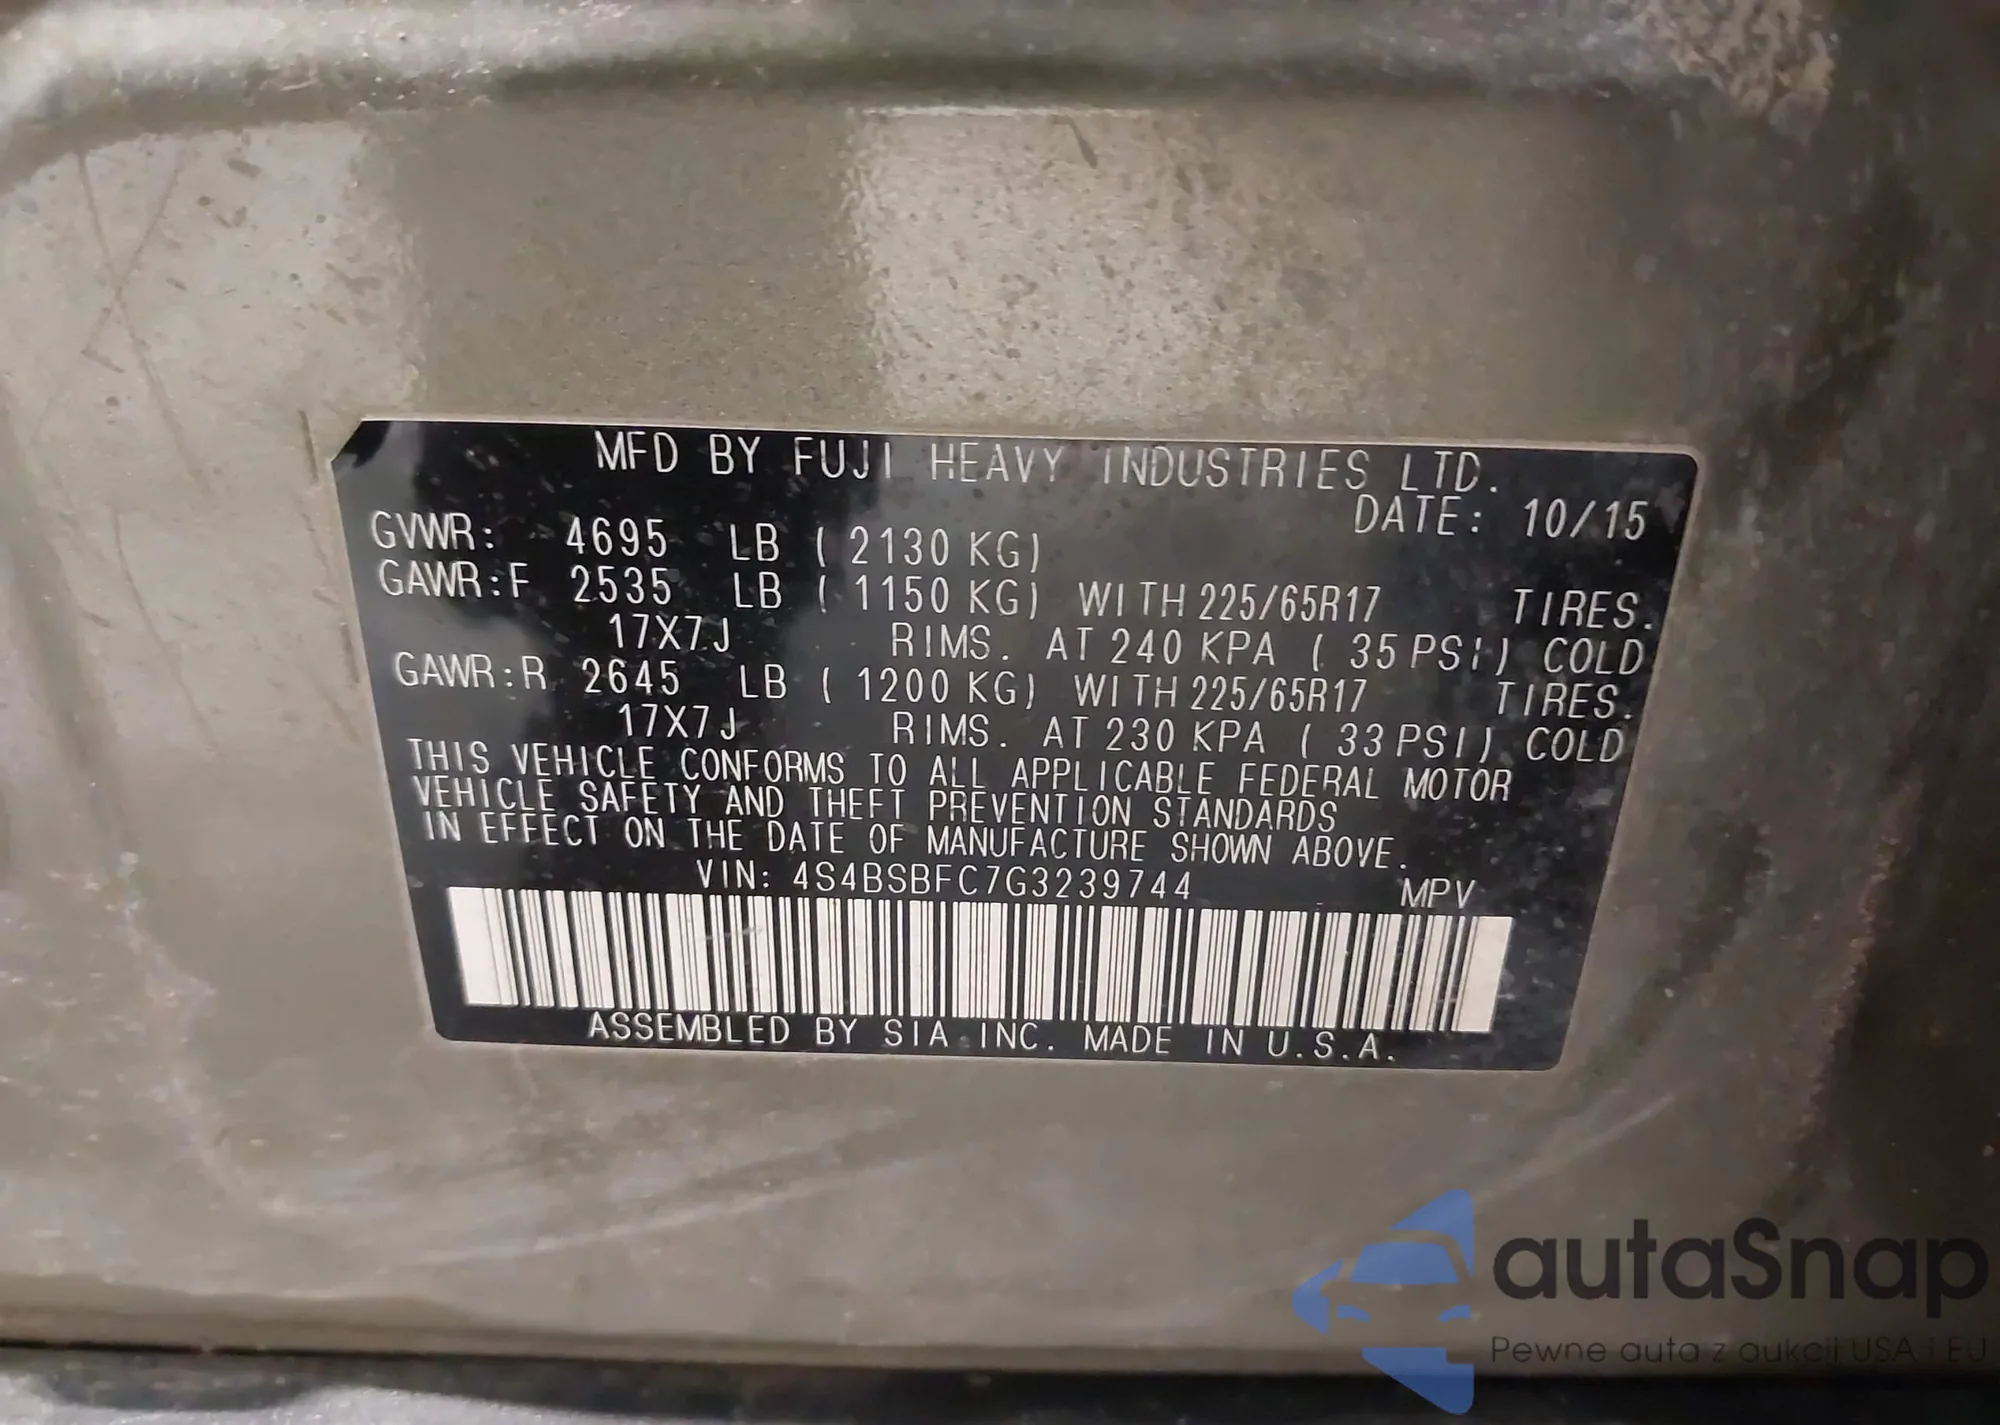 MFD BY FUJI HEAVY INDUSTRIES LTD.
DATE: 10/15
GVWR: 4695 LB ( 2130 KG)
GAWR:F 2535 LB ( 1150 KG) WITH 225/65R17 TIRES.
17X7J RIMS. AT 240 KPA ( 35 PSI) COLD
GAWR:R 2645 LB ( 1200 KG) WITH 225/65R17 TIRES.
17X7J RIMS. AT 230 KPA ( 33 PSI) COLD
THIS VEHICLE CONFORMS TO ALL APPLICABLE FEDERAL MOTOR
VEHICLE SAFETY AND THEFT PREVENTION STANDARDS
IN EFFECT ON THE DATE OF MANUFACTURE SHOWN ABOVE.
VIN: 4S4BSBFC7G3239744 MPV
ASSEMBLED BY SIA INC. MADE IN U.S.A.
autaSnap
Pewne auta z aukcji USA i EU